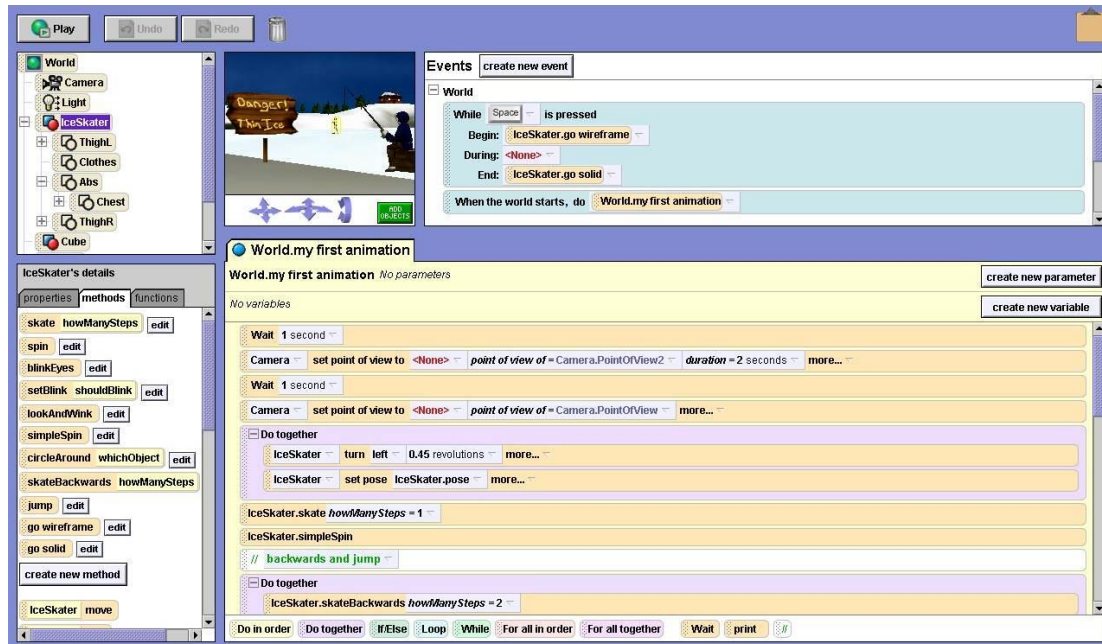 Play Undo Redo
World
Camera
Light
IceSkater
ThighL
Clothes
Abs
Chest
ThighR
Cube
Danger!
Thin Ice
ADD
OBJECTS
Events create new event
World
While Space is pressed
Begin: IceSkater.go wireframe
During: <None>
End: IceSkater.go solid
When the world starts, do World.my first animation
IceSkater's details
properties methods functions
skate howManySteps edit
spin edit
blinkEyes edit
setBlink shouldBlink edit
lookAndWink edit
simpleSpin edit
circleAround whichObject edit
skateBackwards howManySteps
jump edit
go wireframe edit
go solid edit
create new method
IceSkater move
World.my first animation
World.my first animation No parameters create new parameter
No variables create new variable
Wait 1 second
Camera set point of view to <None> point of view of = Camera.PointOfView2 duration = 2 seconds more...
Wait 1 second
Camera set point of view to <None> point of view of = Camera.PointOfView more...
Do together
IceSkater turn left 0.45 revolutions more...
IceSkater set pose IceSkater.pose more...
IceSkater.skate howManySteps = 1
IceSkater.simpleSpin
// backwards and jump
Do together
IceSkater.skateBackwards howManySteps = 2
Do in order Do together If/Else Loop While For all in order For all together Wait print //